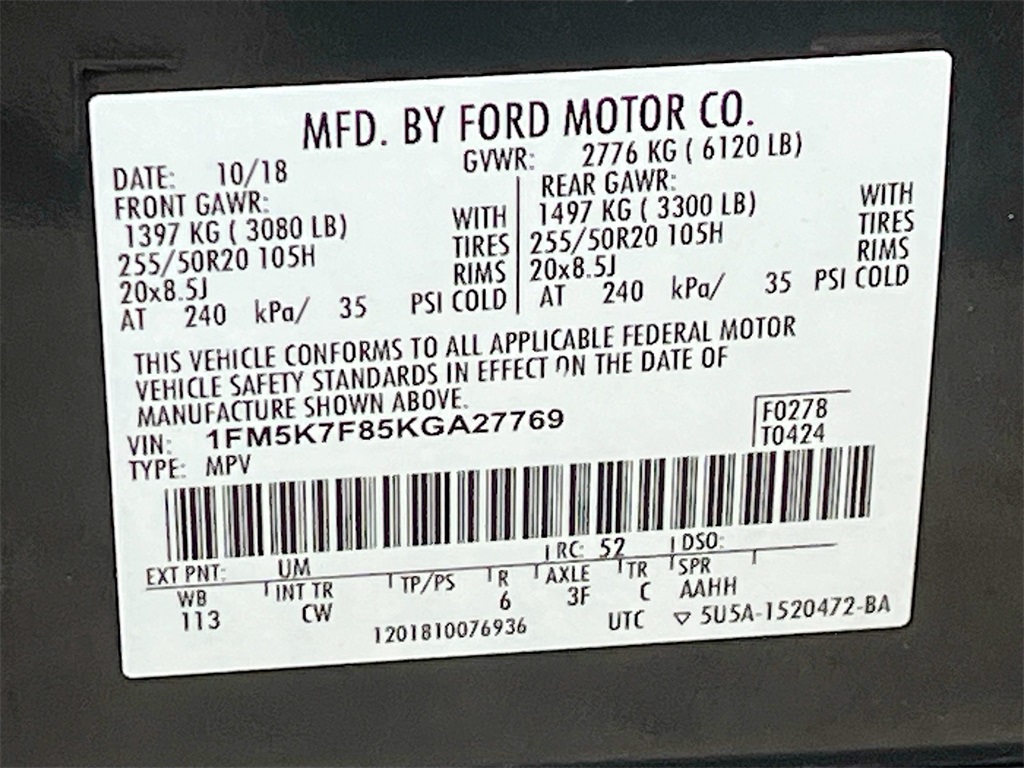 MFD. BY FORD MOTOR CO.
DATE: 10/18 GVWR: 2776 KG ( 6120 LB)
FRONT GAWR: REAR GAWR:
1397 KG ( 3080 LB) WITH 1497 KG ( 3300 LB) WITH
255/50R20 105H TIRES 255/50R20 105H TIRES
20x8.5J RIMS 20x8.5J RIMS
AT 240 kPa/ 35 PSI COLD AT 240 kPa/ 35 PSI COLD
THIS VEHICLE CONFORMS TO ALL APPLICABLE FEDERAL MOTOR
VEHICLE SAFETY STANDARDS IN EFFECT ON THE DATE OF
MANUFACTURE SHOWN ABOVE.
VIN: 1FM5K7F85KGA27769 F0278
TYPE: MPV T0424
EXT PNT: UM RC: 52 DSO:
WB INT TR TP/PS R AXLE TR SPR
113 CW 6 3F C AAHH
1201810076936 UTC ▽ 5U5A-1520472-BA